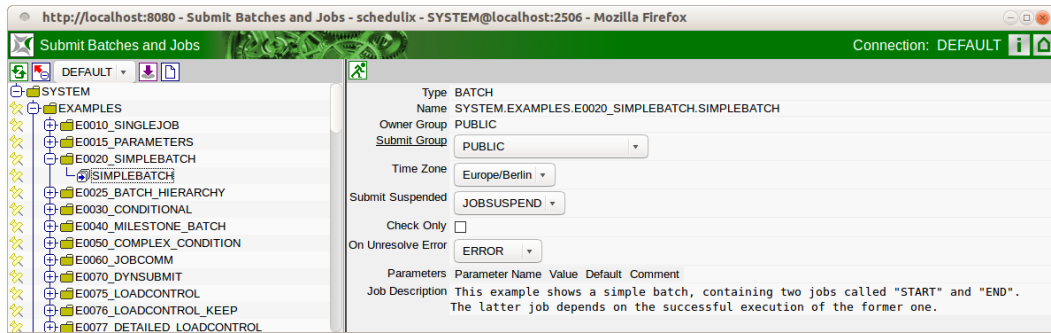 http://localhost:8080 - Submit Batches and Jobs - schedulix - SYSTEM@localhost:2506 - Mozilla Firefox
Submit Batches and Jobs
Connection: DEFAULT
DEFAULT
SYSTEM
EXAMPLES
E0010_SINGLEJOB
E0015_PARAMETERS
E0020_SIMPLEBATCH
SIMPLEBATCH
E0025_BATCH_HIERARCHY
E0030_CONDITIONAL
E0040_MILESTONE_BATCH
E0050_COMPLEX_CONDITION
E0060_JOBCOMM
E0070_DYNSUBMIT
E0075_LOADCONTROL
E0076_LOADCONTROL_KEEP
E0077_DETAILED_LOADCONTROL
Type BATCH
Name SYSTEM.EXAMPLES.E0020_SIMPLEBATCH.SIMPLEBATCH
Owner Group PUBLIC
Submit Group PUBLIC
Time Zone Europe/Berlin
Submit Suspended JOBSUSPEND
Check Only
On Unresolve Error ERROR
Parameters Parameter Name Value Default Comment
Job Description This example shows a simple batch, containing two jobs called "START" and "END".
The latter job depends on the successful execution of the former one.